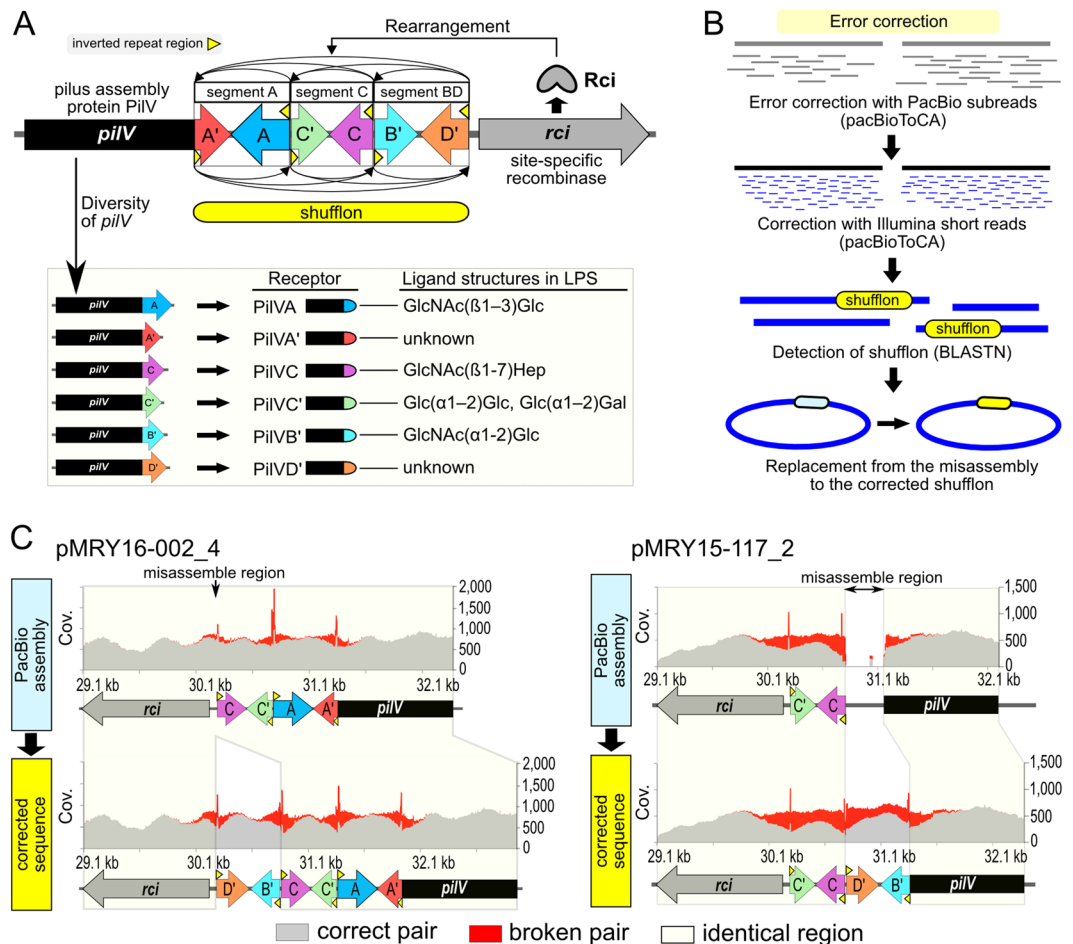 A
inverted repeat region
Rearrangement
Rci
pilus assembly
protein PilV
segment A
segment C
segment BD
pilV
A'
A
C'
C
B'
D'
rci
site-specific
recombinase
shufflon
Diversity
of pilV
Receptor
Ligand structures in LPS
pilV A PilVA GlcNAc(ß1–3)Glc
pilV A' PilVA' unknown
pilV C PilVC GlcNAc(ß1-7)Hep
pilV C' PilVC' Glc(α1–2)Glc, Glc(α1–2)Gal
pilV B' PilVB' GlcNAc(α1-2)Glc
pilV D' PilVD' unknown
B
Error correction
Error correction with PacBio subreads
(pacBioToCA)
Correction with Illumina short reads
(pacBioToCA)
shufflon
shufflon
Detection of shufflon (BLASTN)
Replacement from the misassembly
to the corrected shufflon
C
pMRY16-002_4
misassemble region
PacBio
assembly
Cov.
2,000
1,500
1,000
500
0
29.1 kb 30.1 kb 31.1 kb 32.1 kb
rci C C' A A' pilV
corrected
sequence
Cov.
2,000
1,500
1,000
500
0
29.1 kb 30.1 kb 31.1 kb 32.1 kb
rci D' B' C C' A A' pilV
pMRY15-117_2
misassemble region
PacBio
assembly
Cov.
1,500
1,000
500
0
29.1 kb 30.1 kb 31.1 kb 32.1 kb
rci C' C pilV
corrected
sequence
Cov.
1,500
1,000
500
0
29.1 kb 30.1 kb 31.1 kb 32.1 kb
rci C' C D' B' pilV
correct pair broken pair identical region